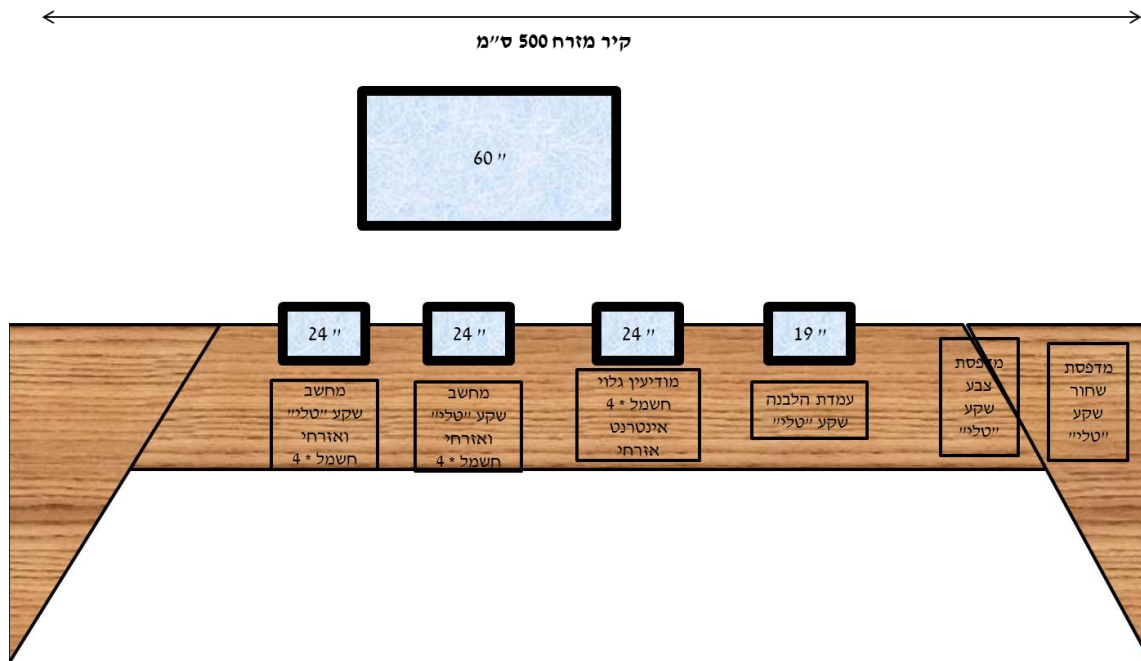 קיר מזרח 500 ס״מ
60 ״
24 ״
24 ״
24 ״
19 ״
מחשב
שקע ״טלי״
ואזרחי
חשמל * 4
מחשב
שקע ״טלי״
ואזרחי
חשמל * 4
מודיעין גלוי
חשמל * 4
אינטרנט
אזרחי
עמדת הלבנה
שקע ״טלי״
מדפסת
צבע
שקע
״טלי״
מדפסת
שחור
שקע
״טלי״